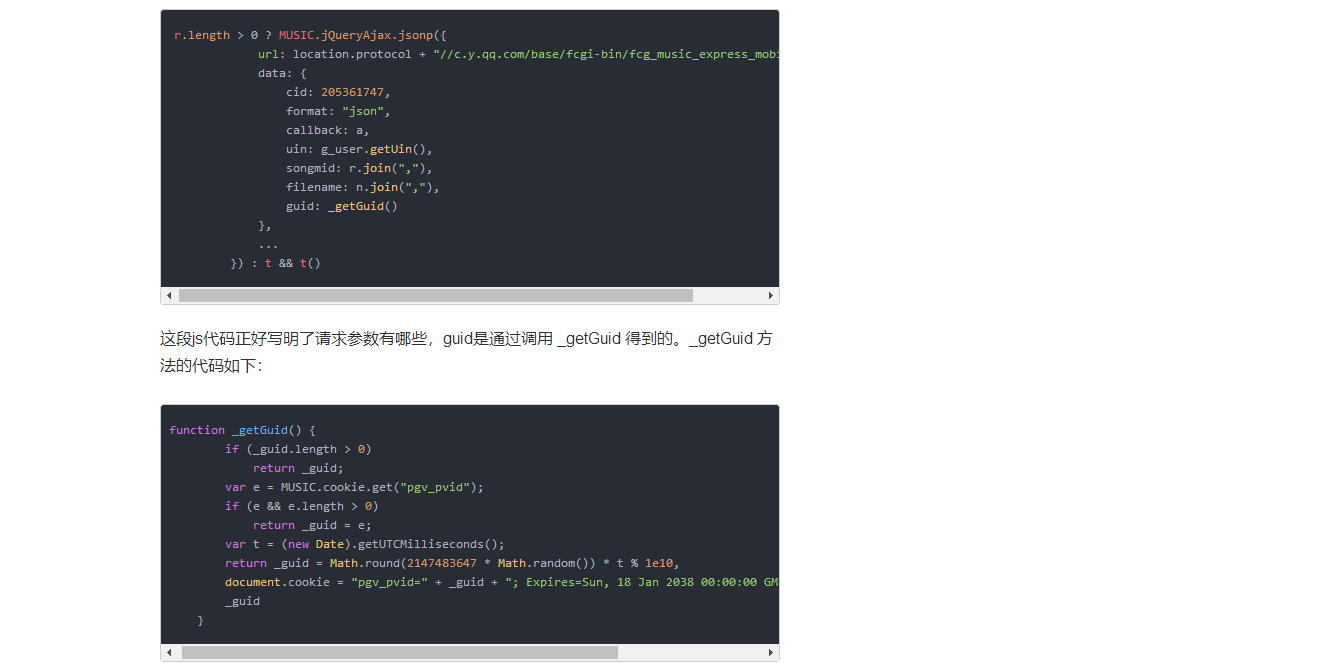 r.length > 0 ? MUSIC.jQueryAjax.jsonp({
url: location.protocol + "//c.y.qq.com/base/fcgi-bin/fcg_music_express_mobi
data: {
cid: 205361747,
format: "json",
callback: a,
uin: g_user.getUin(),
songmid: r.join(","),
filename: n.join(","),
guid: _getGuid()
},
...
}) : t && t()
这段js代码正好写明了请求参数有哪些，guid是通过调用 _getGuid 得到的。_getGuid 方
法的代码如下：
function _getGuid() {
if (_guid.length > 0)
return _guid;
var e = MUSIC.cookie.get("pgv_pvid");
if (e && e.length > 0)
return _guid = e;
var t = (new Date).getUTCMilliseconds();
return _guid = Math.round(2147483647 * Math.random()) * t % 1e10,
document.cookie = "pgv_pvid=" + _guid + "; Expires=Sun, 18 Jan 2038 00:00:00 GM
_guid
}